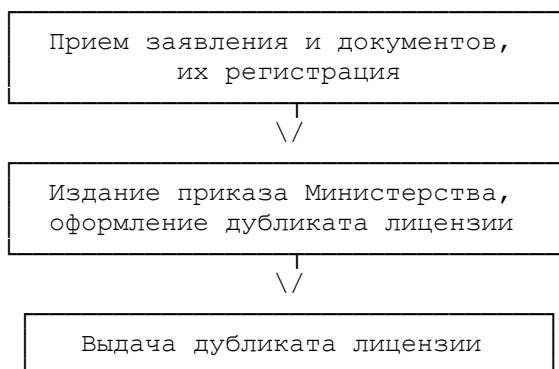 Прием заявления и документов,
их регистрация
\/
Издание приказа Министерства,
оформление дубликата лицензии
\/
Выдача дубликата лицензии